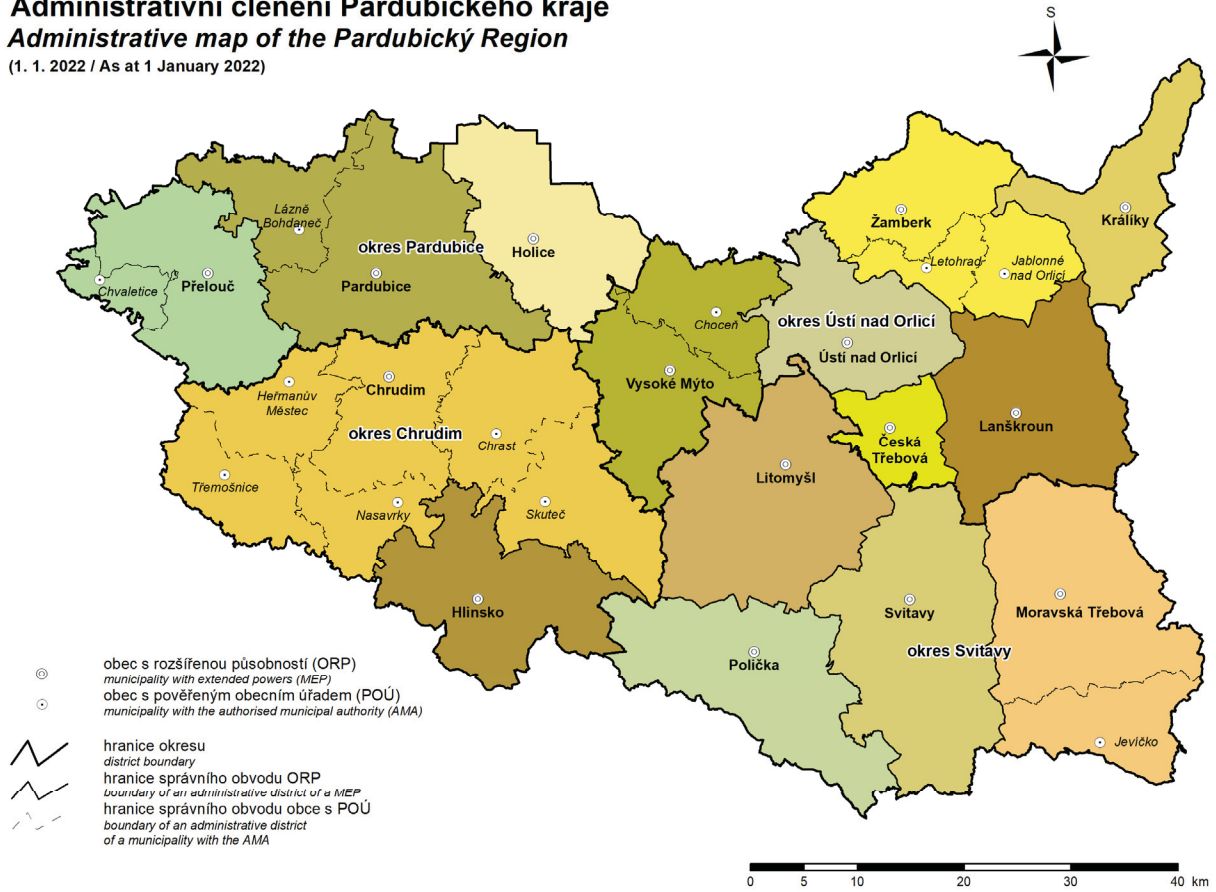 Administrativní členění Pardubického kraje
Administrative map of the Pardubický Region
(1. 1. 2022 / As at 1 January 2022)
S
Králíky
Žamberk
Letohrad
Jablonné
nad Orlicí
Lázně
Bohdaneč
okres Pardubice
Holice
Chvaletice
Přelouč
Pardubice
Choceň
okres Ústí nad Orlicí
Ústí nad Orlicí
Vysoké Mýto
Chrudim
Heřmanův
Městec
okres Chrudim
Chrast
Česká
Třebová
Lanškroun
Litomyšl
Třemošnice
Nasavrky
Skuteč
Hlinsko
Svitavy
Moravská Třebová
okres Svitavy
Polička
Jevíčko
obec s rozšířenou působností (ORP)
municipality with extended powers (MEP)
obec s pověřeným obecním úřadem (POÚ)
municipality with the authorised municipal authority (AMA)
hranice okresu
district boundary
hranice správního obvodu ORP
boundary of an administrative district of a MEP
hranice správního obvodu obce s POÚ
boundary of an administrative district
of a municipality with the AMA
0 5 10 20 30 40 km